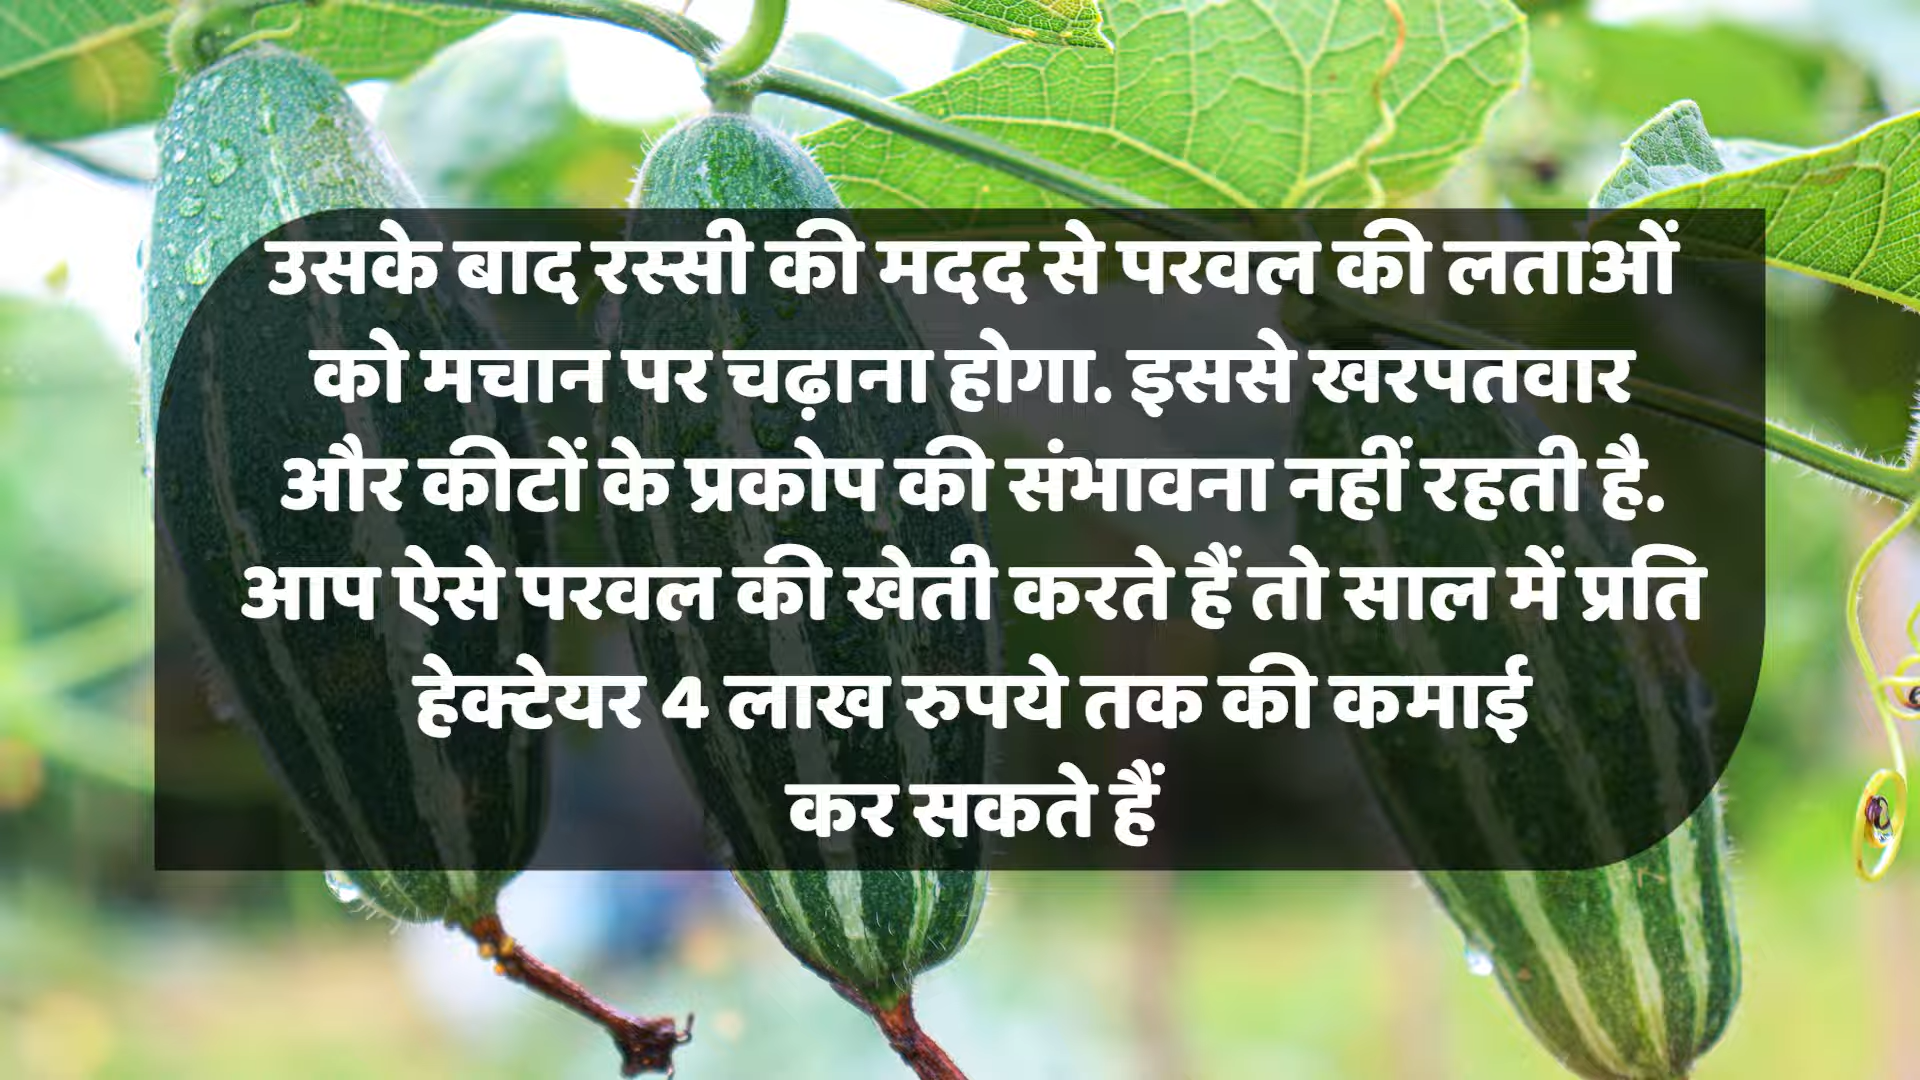 उसके बाद रस्सी की मदद से परवल की लताओं
को मचान पर चढ़ाना होगा. इससे खरपतवार
और कीटों के प्रकोप की संभावना नहीं रहती है.
आप ऐसे परवल की खेती करते हैं तो साल में प्रति
हेक्टेयर 4 लाख रुपये तक की कमाई
कर सकते हैं